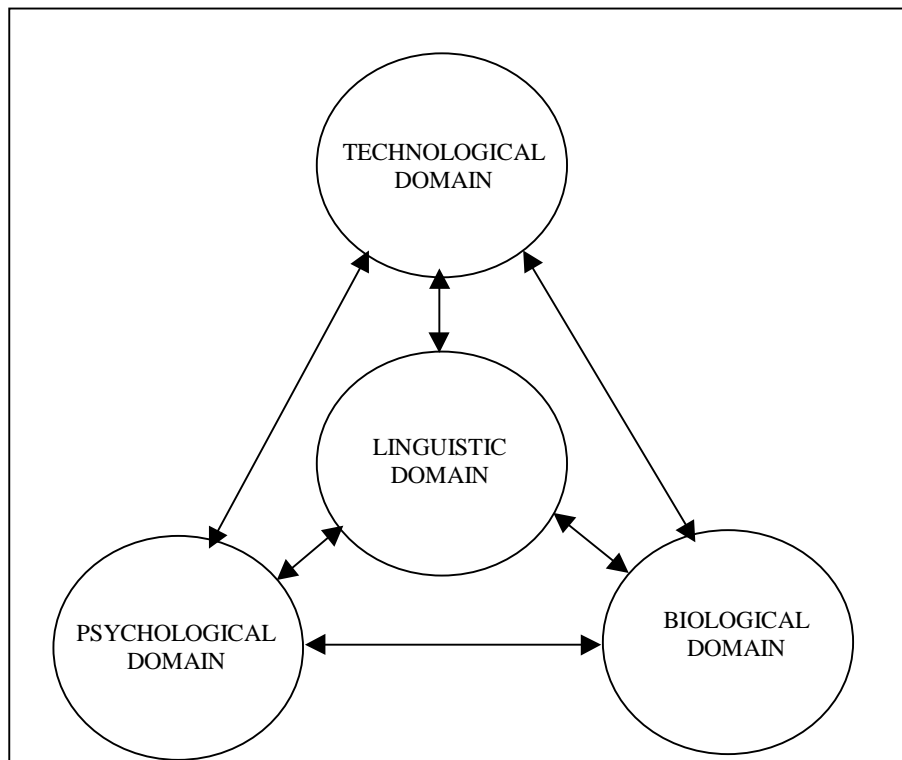 TECHNOLOGICAL
DOMAIN
LINGUISTIC
DOMAIN
PSYCHOLOGICAL
DOMAIN
BIOLOGICAL
DOMAIN